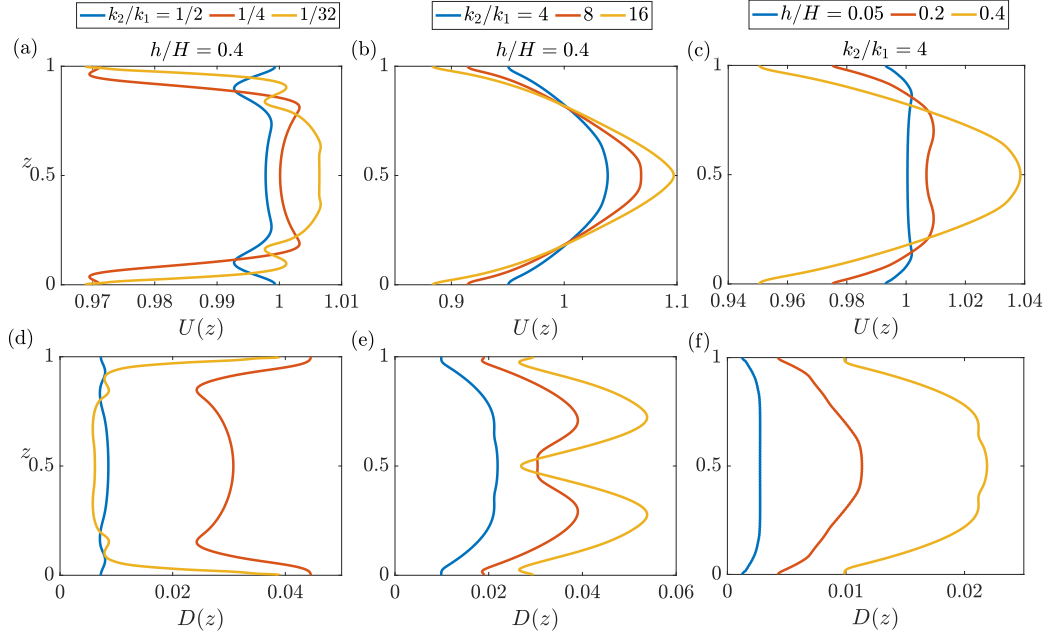 k₂/k₁ = 1/2 1/4 1/32
k₂/k₁ = 4 8 16
h/H = 0.05 0.2 0.4
(a) h/H = 0.4
(b) h/H = 0.4
(c) k₂/k₁ = 4
1
z
0.5
0
0.97 0.98 0.99 1 1.01
U(z)
1
0.5
0
0.9 1 1.1
U(z)
1
0.5
0
0.94 0.96 0.98 1 1.02 1.04
U(z)
(d)
1
z
0.5
0
0 0.02 0.04
D(z)
(e)
1
0.5
0
0 0.02 0.04 0.06
D(z)
(f)
1
0.5
0
0 0.01 0.02
D(z)